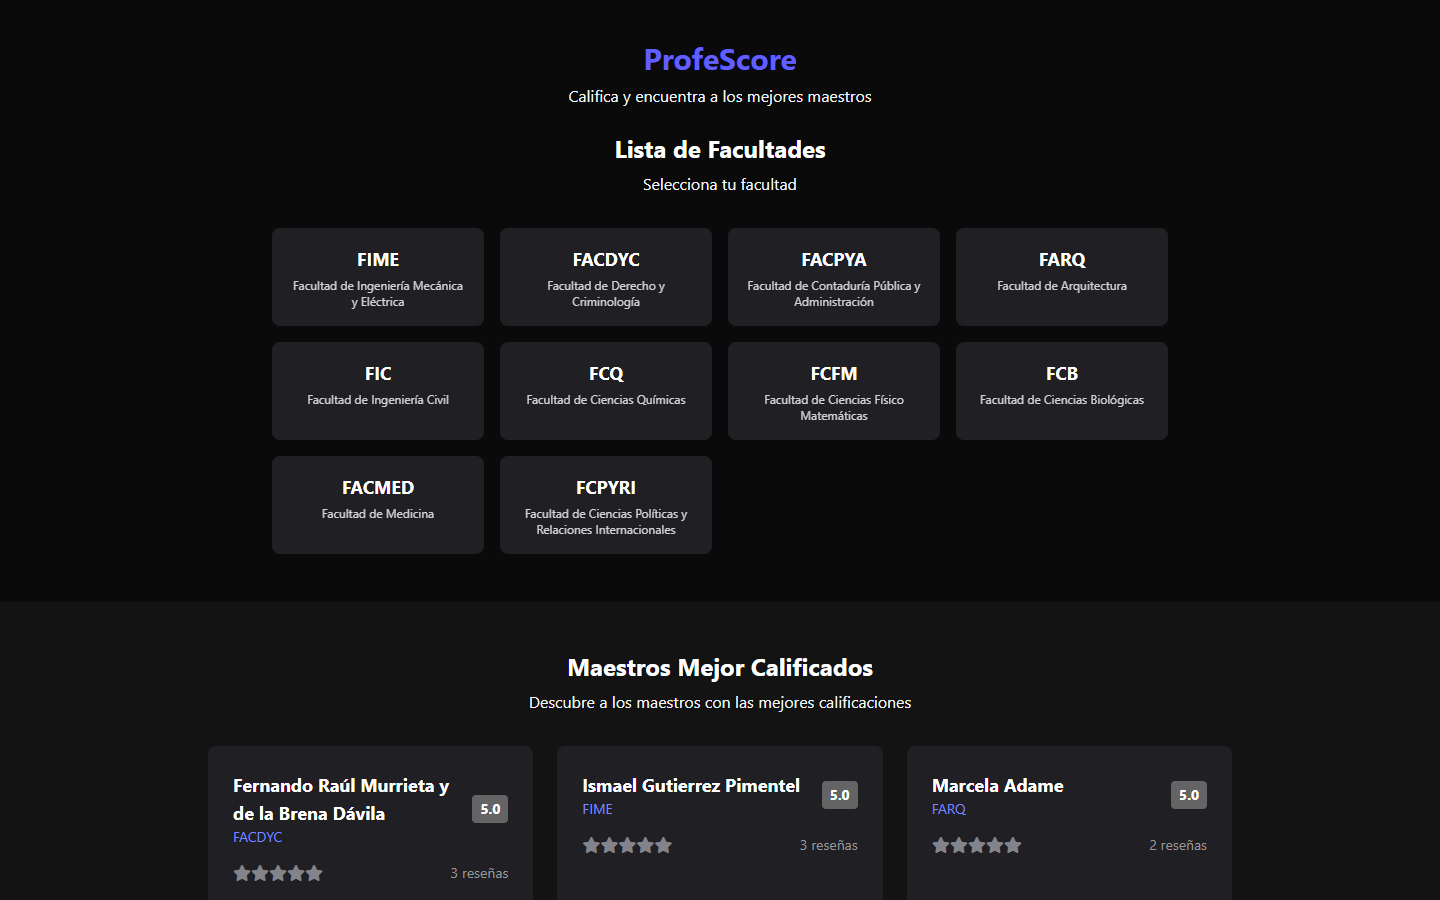 ProfeScore
Califica y encuentra a los mejores maestros
Lista de Facultades
Selecciona tu facultad
FIME
Facultad de Ingeniería Mecánica
y Eléctrica
FACDYC
Facultad de Derecho y
Criminología
FACPYA
Facultad de Contaduría Pública y
Administración
FARQ
Facultad de Arquitectura
FIC
Facultad de Ingeniería Civil
FCQ
Facultad de Ciencias Químicas
FCFM
Facultad de Ciencias Físico
Matemáticas
FCB
Facultad de Ciencias Biológicas
FACMED
Facultad de Medicina
FCPYRI
Facultad de Ciencias Políticas y
Relaciones Internacionales
Maestros Mejor Calificados
Descubre a los maestros con las mejores calificaciones
Fernando Raúl Murrieta y
de la Brena Dávila
5.0
FACDYC
3 reseñas
Ismael Gutierrez Pimentel
5.0
FIME
3 reseñas
Marcela Adame
5.0
FARQ
2 reseñas